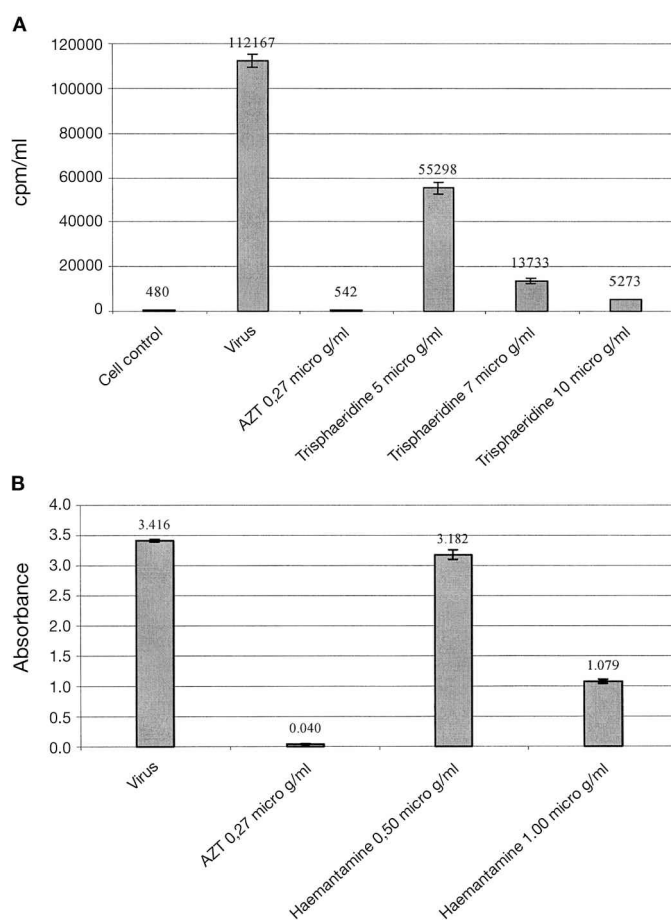 A
120000
100000
80000
60000
40000
20000
0
cpm/ml
112167
55298
13733
5273
480
542
Cell control
Virus
AZT 0,27 micro g/ml
Trisphaeridine 5 micro g/ml
Trisphaeridine 7 micro g/ml
Trisphaeridine 10 micro g/ml
B
4.0
3.5
3.0
2.5
2.0
1.5
1.0
0.5
0.0
Absorbance
3.416
0.040
3.182
1.079
Virus
AZT 0,27 micro g/ml
Haemantamine 0,50 micro g/ml
Haemantamine 1.00 micro g/ml